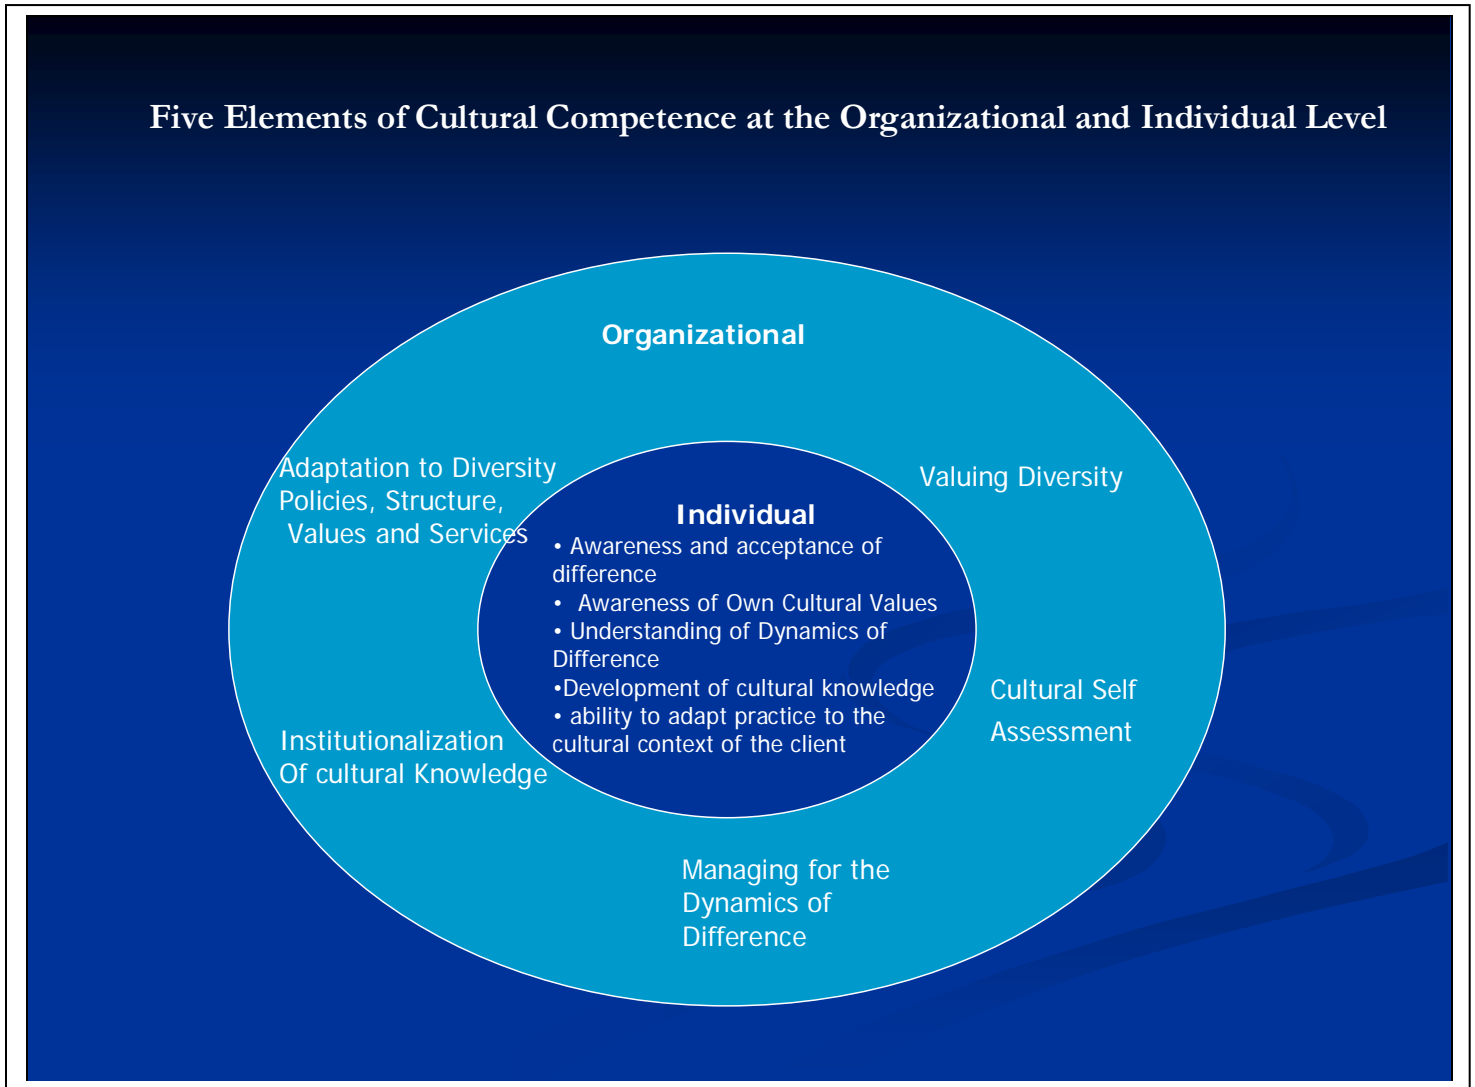 Five Elements of Cultural Competence at the Organizational and Individual Level
Organizational
Adaptation to Diversity
Policies, Structure,
Values and Services
Valuing Diversity
Individual
• Awareness and acceptance of
difference
• Awareness of Own Cultural Values
• Understanding of Dynamics of
Difference
•Development of cultural knowledge
• ability to adapt practice to the
cultural context of the client
Cultural Self
Assessment
Institutionalization
Of cultural Knowledge
Managing for the
Dynamics of
Difference